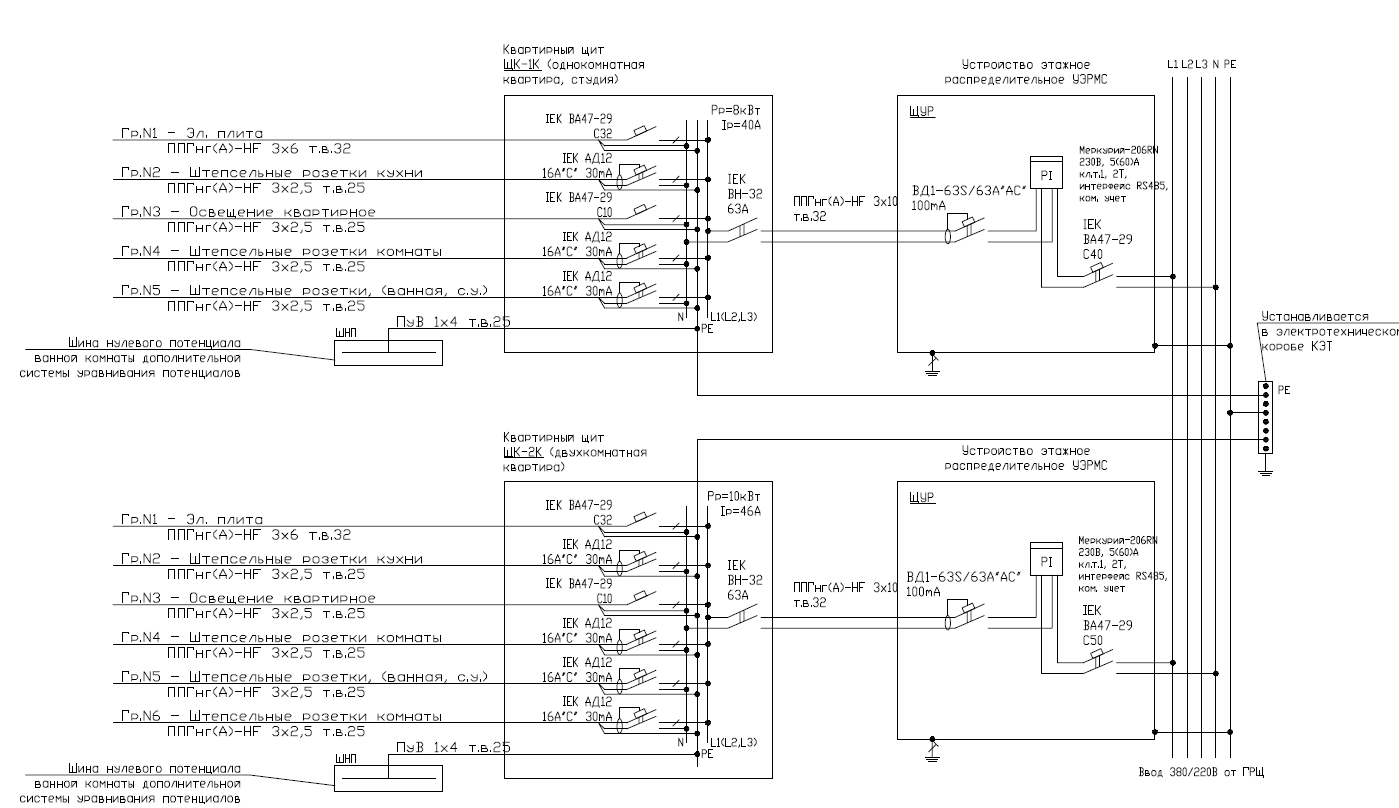 Квартирный щит
ЩК-1К (однокомнатная
квартира, студия)
Устройство этажное
распределительное УЭРМС
L1 L2 L3 N PE
Рр=8кВт
Iр=40А
ЩУР
IEK ВА47-29
C32
Гр.N1 - Эл. плита
ППГнг(А)-HF 3х6 т.в.32
IEK АД12
16А"С" 30мА
Гр.N2 - Штепсельные розетки кухни
ППГнг(А)-HF 3х2,5 т.в.25
IEK ВА47-29
C10
Гр.N3 - Освещение квартирное
ППГнг(А)-HF 3х2,5 т.в.25
IEK АД12
16А"С" 30мА
Гр.N4 - Штепсельные розетки комнаты
ППГнг(А)-HF 3х2,5 т.в.25
IEK АД12
16А"С" 30мА
Гр.N5 - Штепсельные розетки, (ванная, с.у.)
ППГнг(А)-HF 3х2,5 т.в.25
IEK
ВН-32
63А
ППГнг(А)-HF 3х10
т.в.32
ВД1-63S/63А"АС"
100мА
PI
Меркурий-206RN
230В, 5(60)А
кл.т.1, 2Т,
интерфейс RS485,
ком. учет
IEK
ВА47-29
C40
N
L1(L2,L3)
PE
ПуВ 1х4 т.в.25
ШНП
Шина нулевого потенциала
ванной комнаты дополнительной
системы уравнивания потенциалов
Устанавливается
в электротехническом
коробе КЭТ
PE
Квартирный щит
ЩК-2К (двухкомнатная
квартира)
Устройство этажное
распределительное УЭРМС
Рр=10кВт
Iр=46А
ЩУР
IEK ВА47-29
C32
Гр.N1 - Эл. плита
ППГнг(А)-HF 3х6 т.в.32
IEK АД12
16А"С" 30мА
Гр.N2 - Штепсельные розетки кухни
ППГнг(А)-HF 3х2,5 т.в.25
IEK ВА47-29
C10
Гр.N3 - Освещение квартирное
ППГнг(А)-HF 3х2,5 т.в.25
IEK АД12
16А"С" 30мА
Гр.N4 - Штепсельные розетки комнаты
ППГнг(А)-HF 3х2,5 т.в.25
IEK АД12
16А"С" 30мА
Гр.N5 - Штепсельные розетки, (ванная, с.у.)
ППГнг(А)-HF 3х2,5 т.в.25
IEK АД12
16А"С" 30мА
Гр.N6 - Штепсельные розетки комнаты
ППГнг(А)-HF 3х2,5 т.в.25
IEK
ВН-32
63А
ППГнг(А)-HF 3х10
т.в.32
ВД1-63S/63А"АС"
100мА
PI
Меркурий-206RN
230В, 5(60)А
кл.т.1, 2Т,
интерфейс RS485,
ком. учет
IEK
ВА47-29
C50
N
L1(L2,L3)
PE
ПуВ 1х4 т.в.25
ШНП
Шина нулевого потенциала
ванной комнаты дополнительной
системы уравнивания потенциалов
Ввод 380/220В от ГРЩ